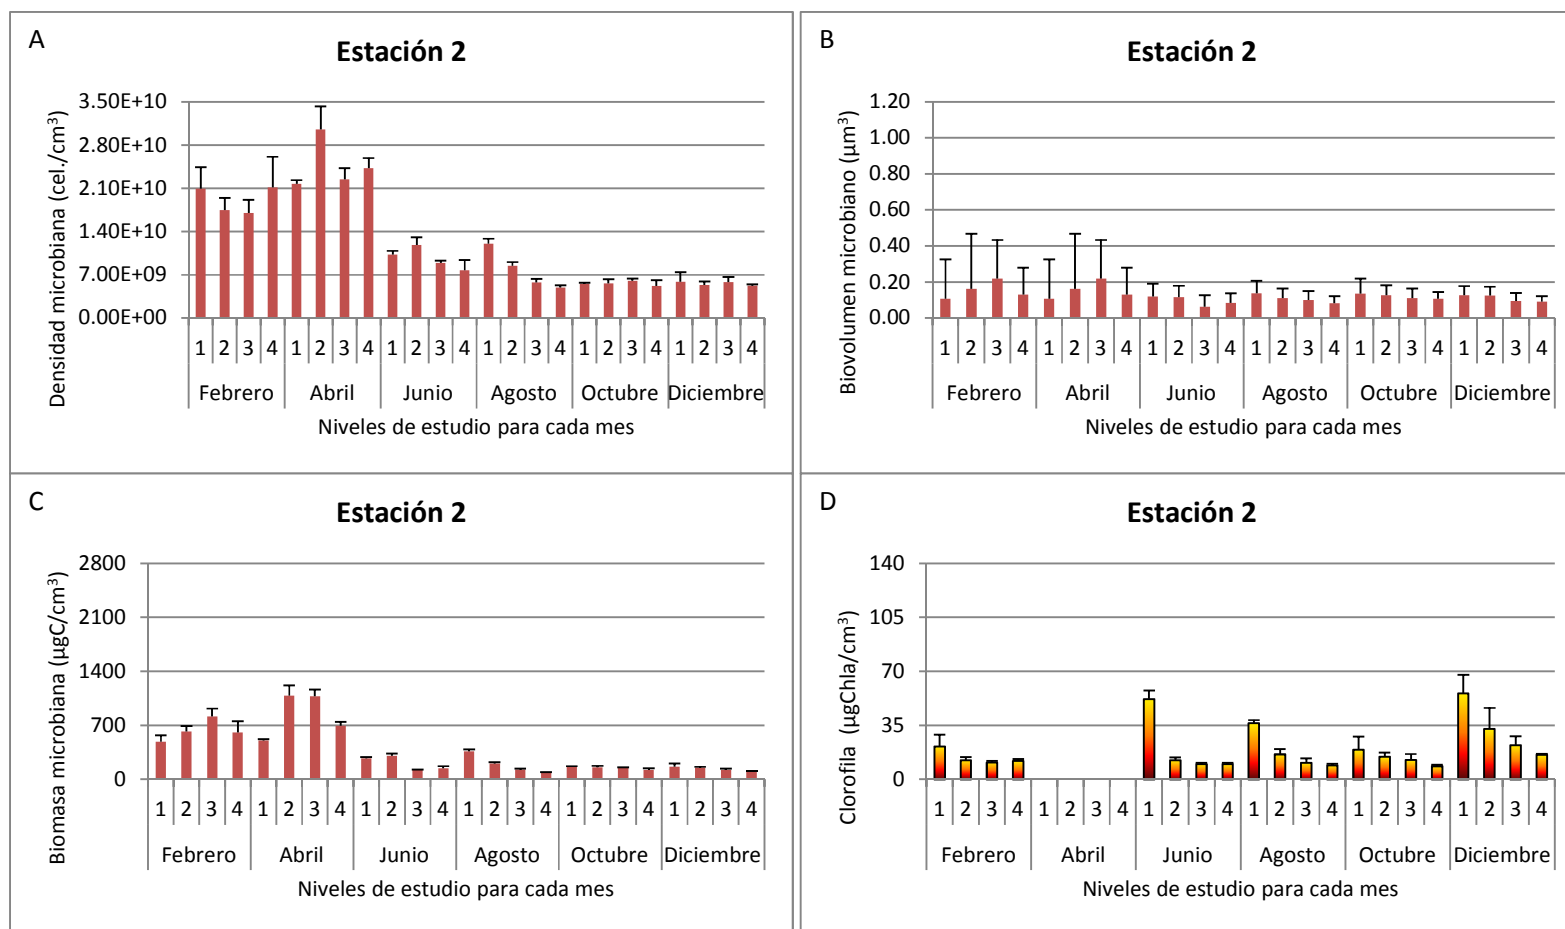 A
Estación 2
Densidad microbiana (cel./cm³)
3.50E+10
2.80E+10
2.10E+10
1.40E+10
7.00E+09
0.00E+00
1 2 3 4 1 2 3 4 1 2 3 4 1 2 3 4 1 2 3 4 1 2 3 4
Febrero Abril Junio Agosto Octubre Diciembre
Niveles de estudio para cada mes
B
Estación 2
Biovolumen microbiano (µm³)
1.20
1.00
0.80
0.60
0.40
0.20
0.00
1 2 3 4 1 2 3 4 1 2 3 4 1 2 3 4 1 2 3 4 1 2 3 4
Febrero Abril Junio Agosto Octubre Diciembre
Niveles de estudio para cada mes
C
Estación 2
Biomasa microbiana (µgC/cm³)
2800
2100
1400
700
0
1 2 3 4 1 2 3 4 1 2 3 4 1 2 3 4 1 2 3 4 1 2 3 4
Febrero Abril Junio Agosto Octubre Diciembre
Niveles de estudio para cada mes
D
Estación 2
Clorofila (µgChla/cm³)
140
105
70
35
0
1 2 3 4 1 2 3 4 1 2 3 4 1 2 3 4 1 2 3 4 1 2 3 4
Febrero Abril Junio Agosto Octubre Diciembre
Niveles de estudio para cada mes